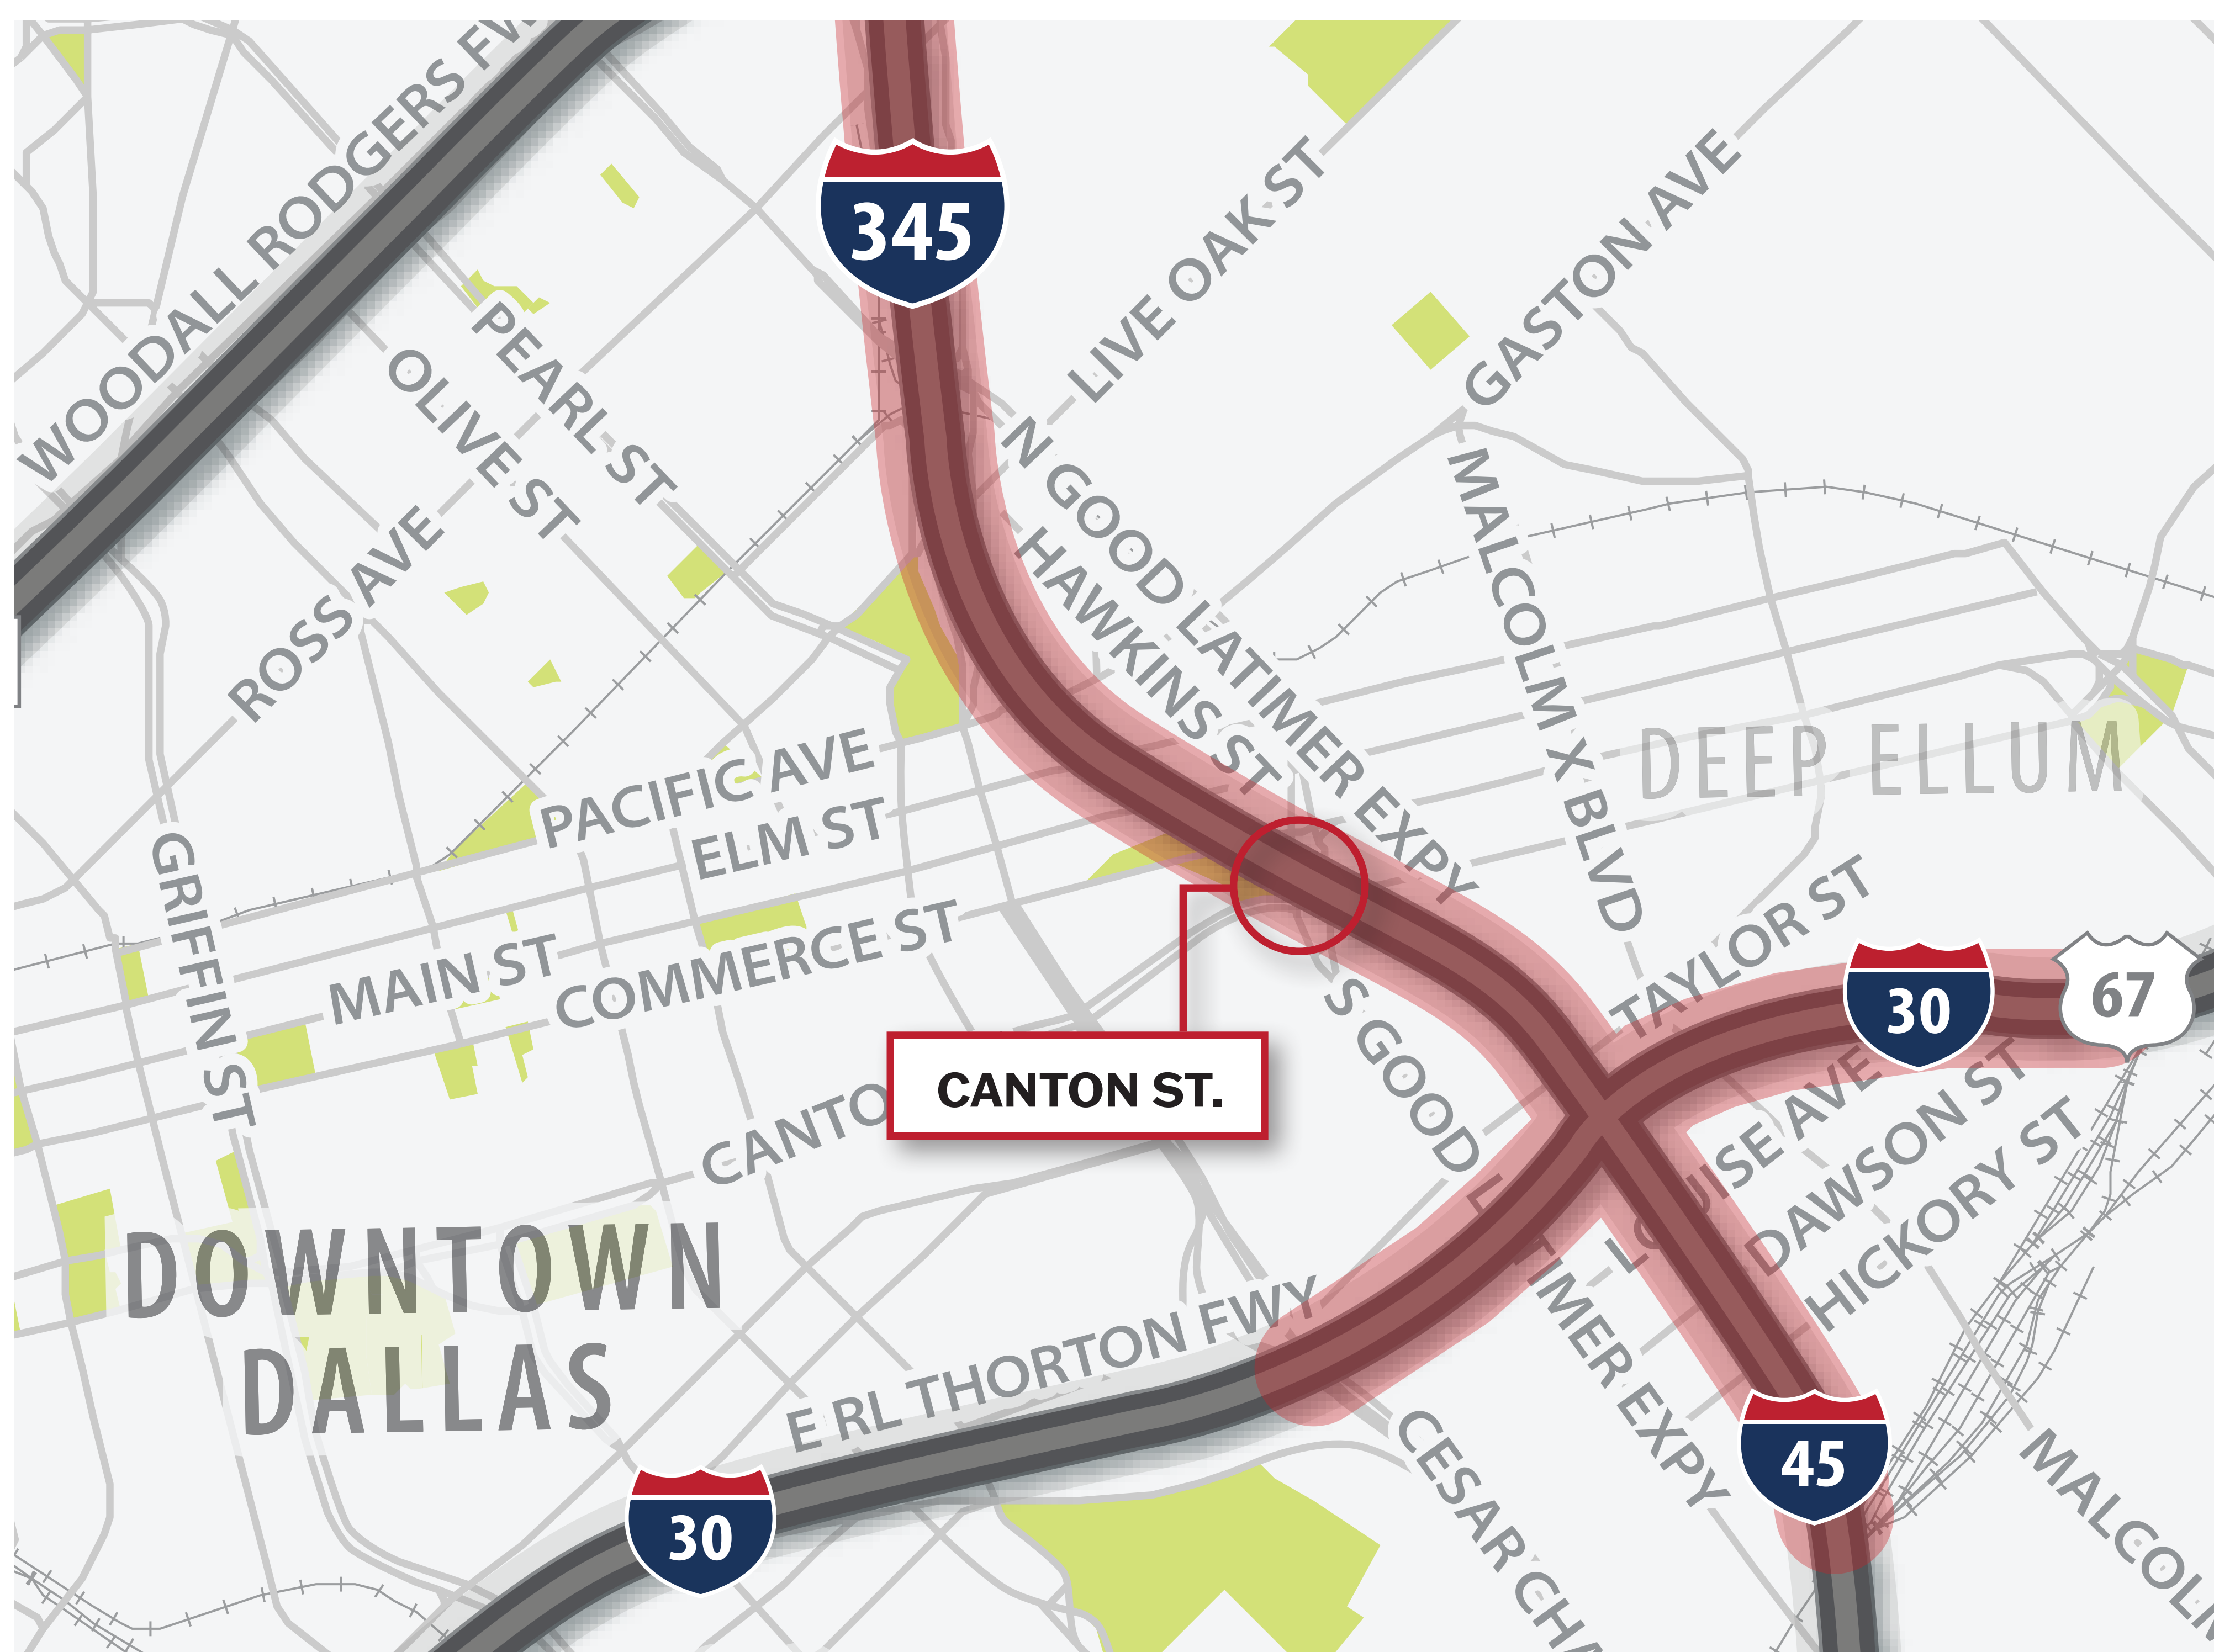 WOODALL RODGERS FWY
345
LIVE OAK ST
GASTON AVE
PEARL ST
OLIVE ST
ROSS AVE
N GOOD LATIMER EXPY
HAWKINS ST
MALCOLM X BLVD
DEEP ELLUM
PACIFIC AVE
ELM ST
GRIFFIN ST
MAIN ST
COMMERCE ST
TAYLOR ST
30
67
CANTON ST.
CANTO
S GOOD LATIMER EXPY
LOUISE AVE
DAWSON ST
HICKORY ST
DOWNTOWN
DALLAS
E RL THORTON FWY
45
30
CESAR CHA
MALCOLM